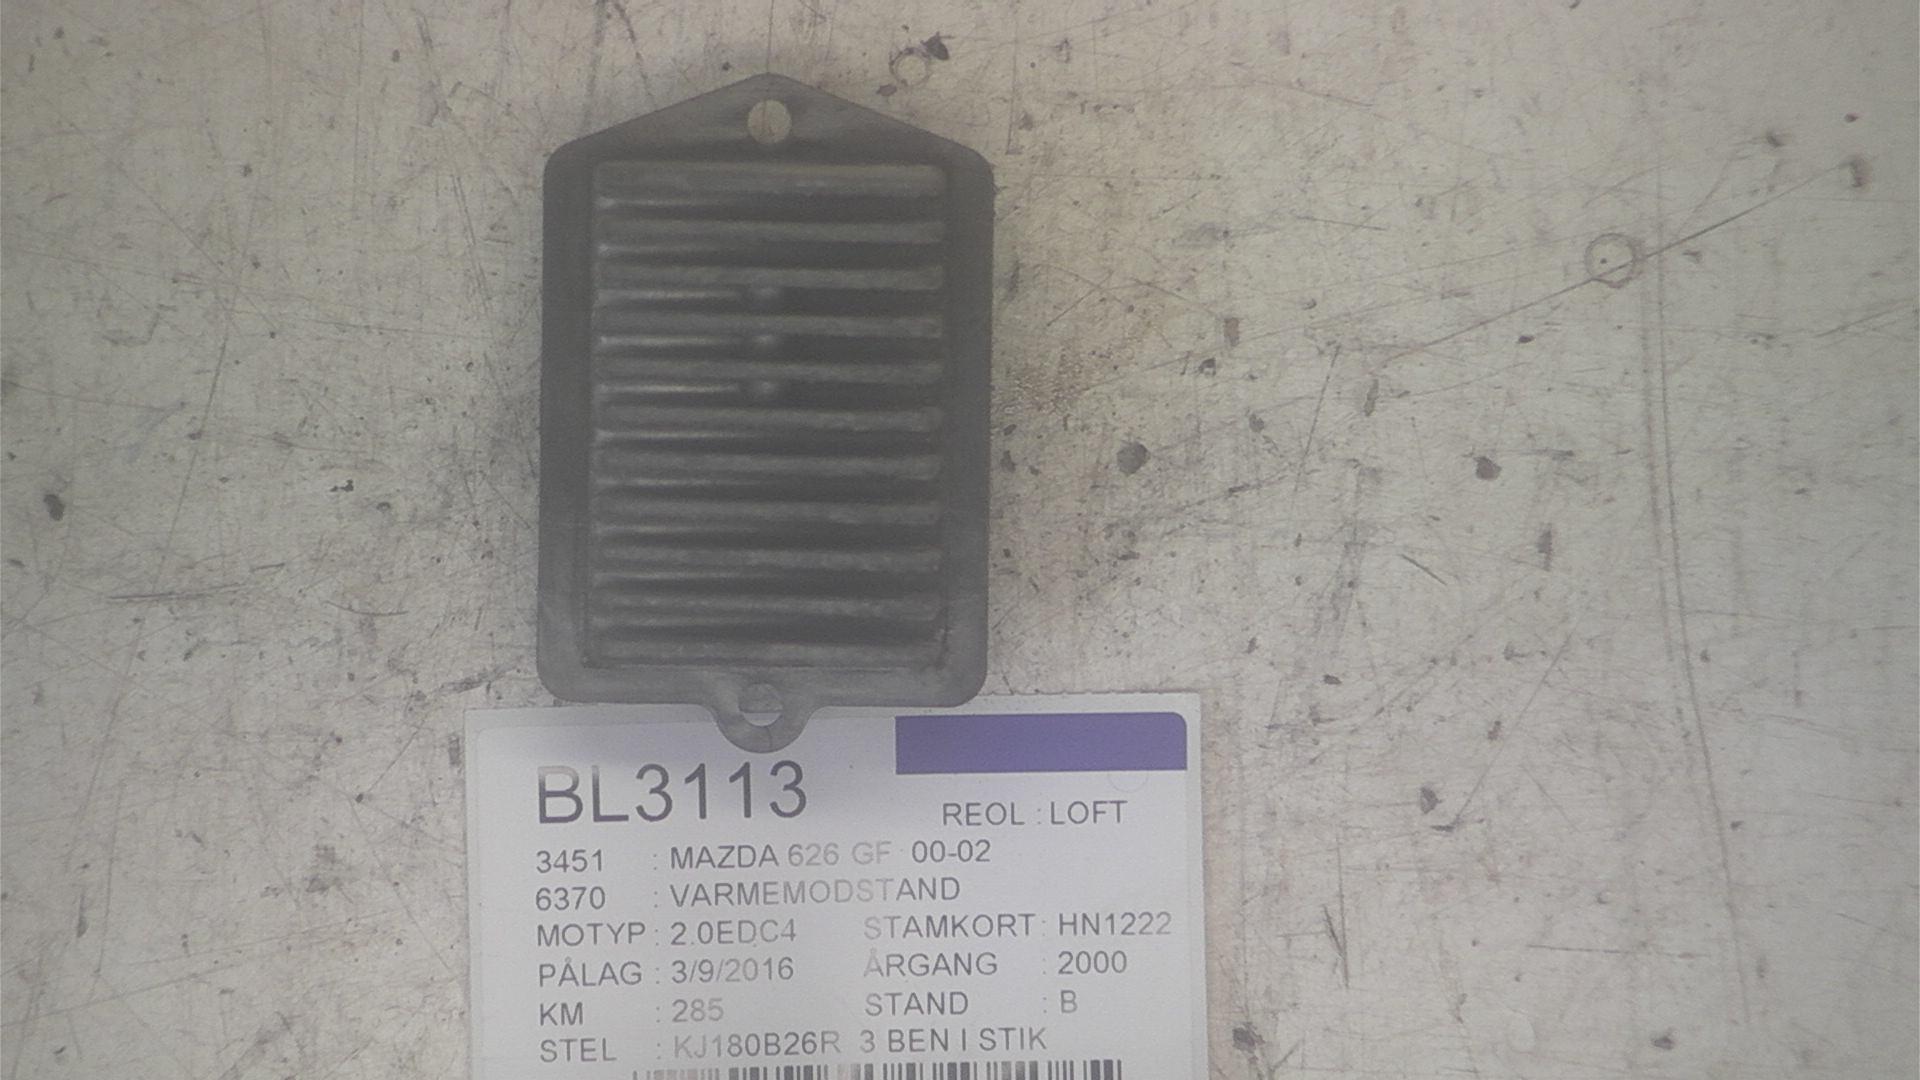 BL3113
REOL : LOFT
3451 : MAZDA 626 GF 00-02
6370 : VARMEMODSTAND
MOTYP : 2.0EDC4 STAMKORT : HN1222
PÅLAG : 3/9/2016 ÅRGANG : 2000
KM : 285 STAND : B
STEL : KJ180B26R 3 BEN I STIK